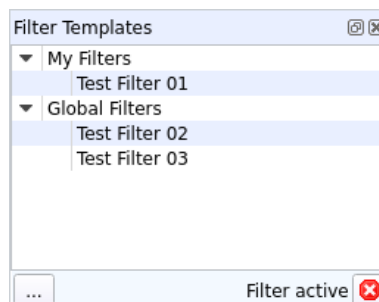 Filter Templates
My Filters
Test Filter 01
Global Filters
Test Filter 02
Test Filter 03
... Filter active